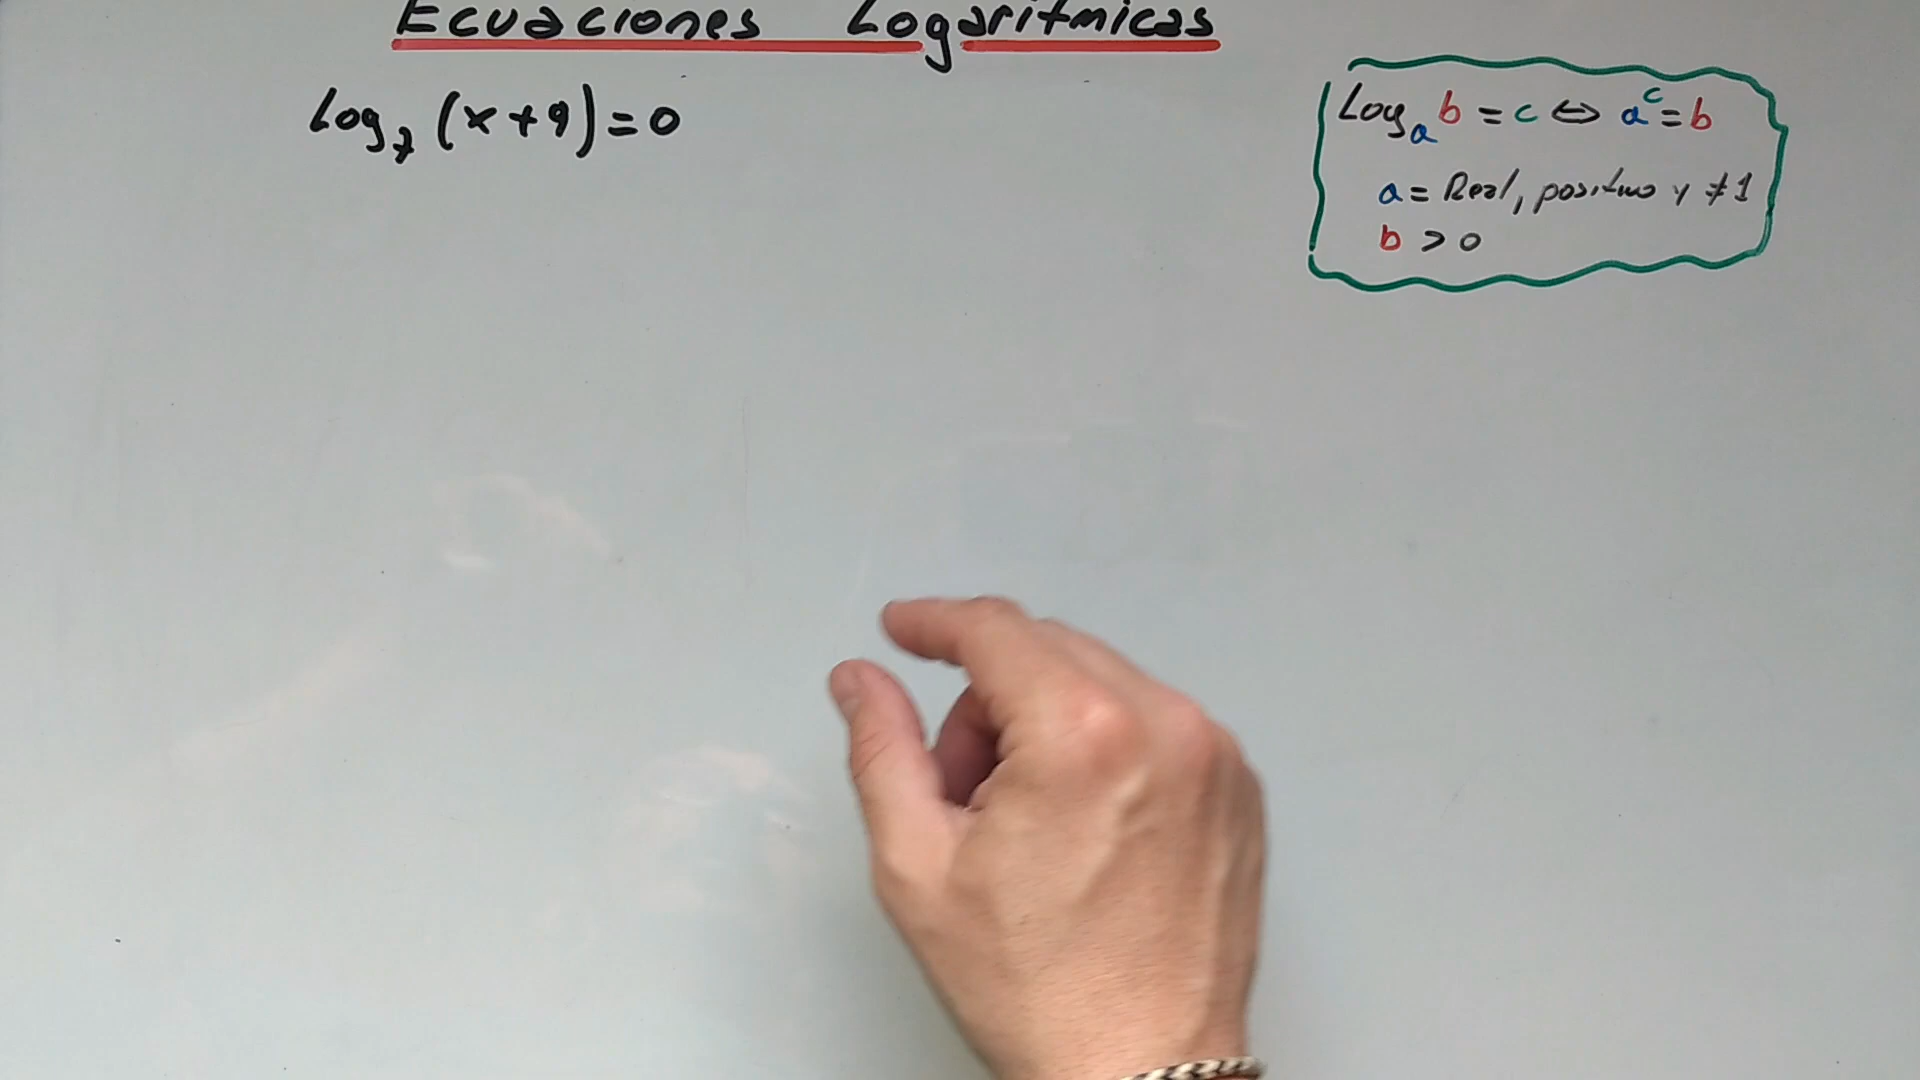 Ecuaciones Logaritmicas
log₇ (x+9)=0
Log_a b = c ⇔ a^c = b
a = Real, positivo y ≠ 1
b > 0